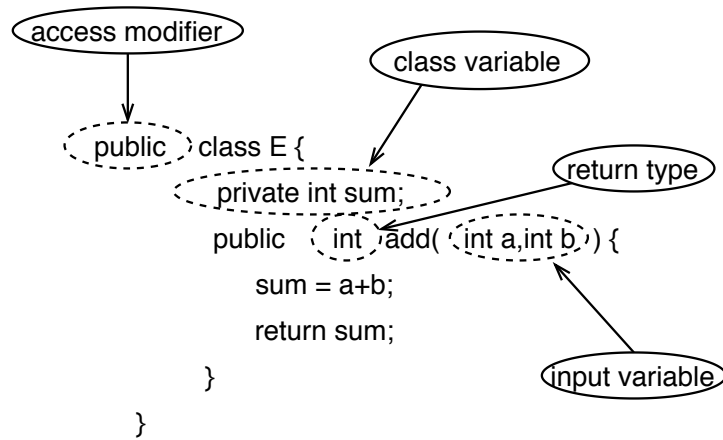 access modifier
class variable
public class E {
private int sum;
return type
public int add( int a,int b ) {
sum = a+b;
return sum;
}
input variable
}